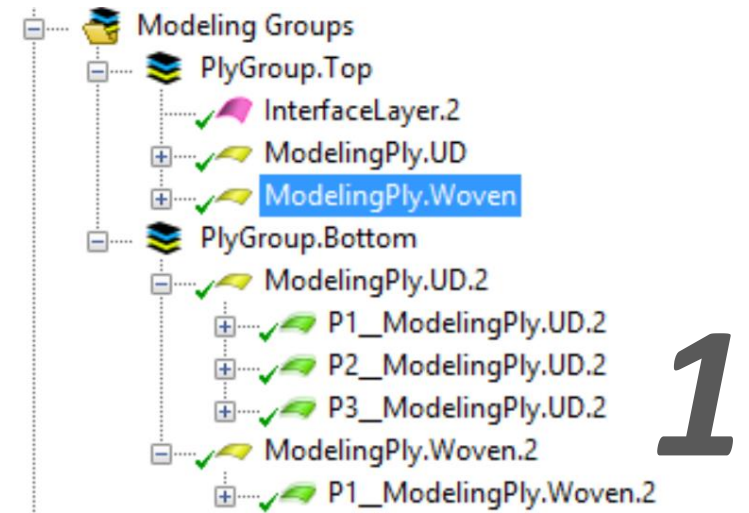 Modeling Groups
PlyGroup.Top
InterfaceLayer.2
ModelingPly.UD
ModelingPly.Woven
PlyGroup.Bottom
ModelingPly.UD.2
P1__ModelingPly.UD.2
P2__ModelingPly.UD.2
P3__ModelingPly.UD.2
ModelingPly.Woven.2
P1__ModelingPly.Woven.2
1